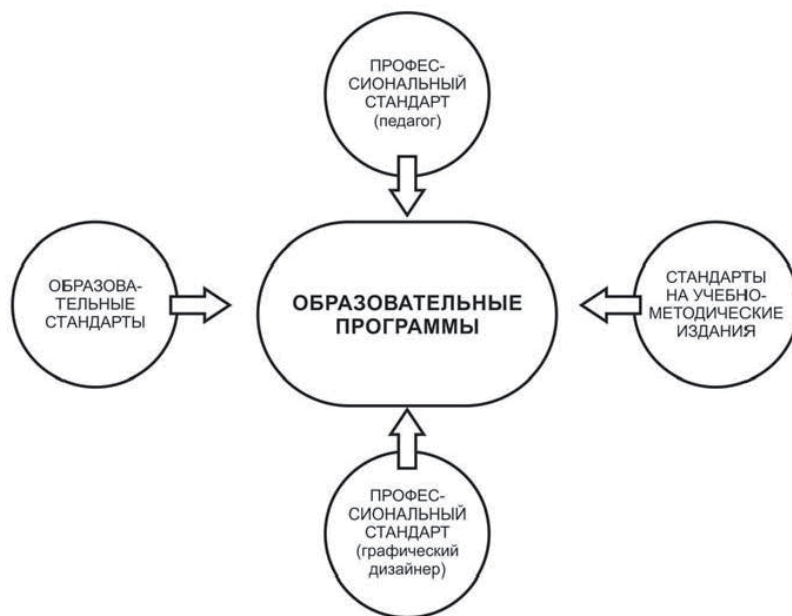 ПРОФЕС-
СИОНАЛЬНЫЙ
СТАНДАРТ
(педагог)
ОБРАЗОВА-
ТЕЛЬНЫЕ
СТАНДАРТЫ
ОБРАЗОВАТЕЛЬНЫЕ
ПРОГРАММЫ
СТАНДАРТЫ
НА УЧЕБНО-
МЕТОДИЧЕСКИЕ
ИЗДАНИЯ
ПРОФЕС-
СИОНАЛЬНЫЙ
СТАНДАРТ
(графический
дизайнер)